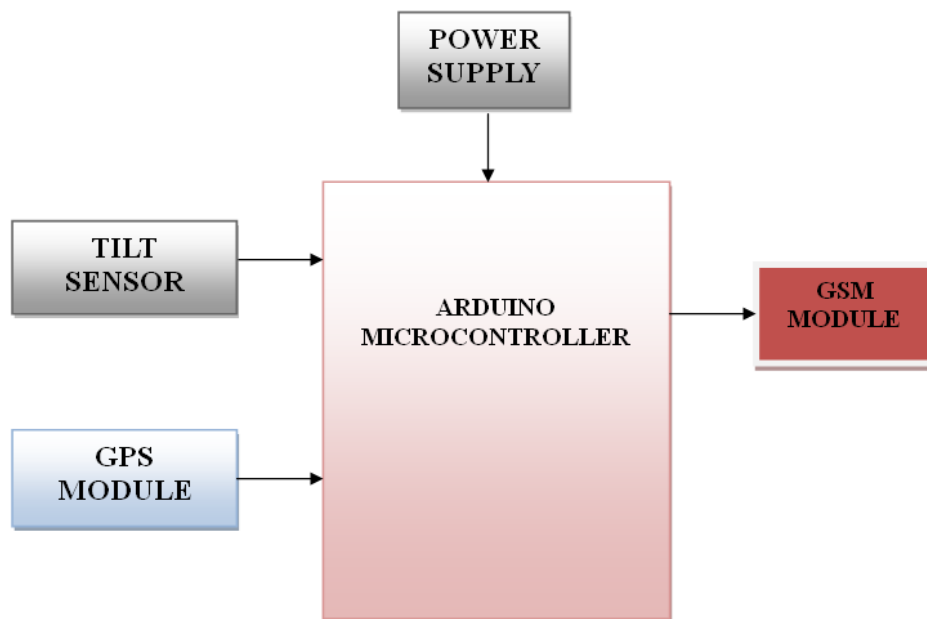 POWER
SUPPLY
TILT
SENSOR
ARDUINO
MICROCONTROLLER
GSM
MODULE
GPS
MODULE